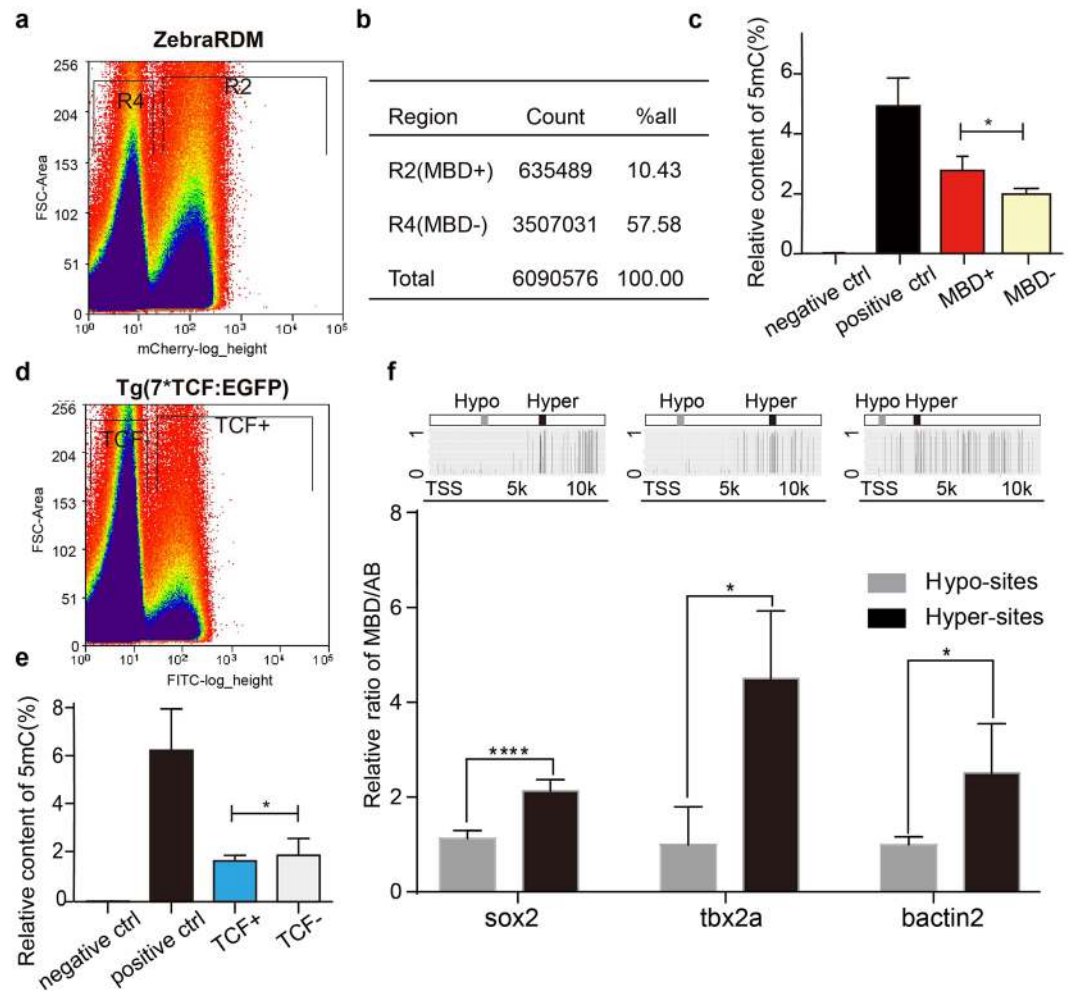 a
ZebraRDM
256
204
153
102
51
0
FSC-Area
R4
R2
10⁰ 10¹ 10² 10³ 10⁴ 10⁵
mCherry-log_height
b
Region Count %all
R2(MBD+) 635489 10.43
R4(MBD-) 3507031 57.58
Total 6090576 100.00
c
Relative content of 5mC(%)
6
4
2
0
*
negative ctrl
positive ctrl
MBD+
MBD-
d
Tg(7*TCF:EGFP)
256
204
153
102
51
0
FSC-Area
TCF-
TCF+
10⁰ 10¹ 10² 10³ 10⁴ 10⁵
FITC-log_height
e
Relative content of 5mC(%)
8
6
4
2
0
*
negative ctrl
positive ctrl
TCF+
TCF-
f
Hypo Hyper
1
0
TSS 5k 10k
Hypo Hyper
1
0
TSS 5k 10k
Hypo Hyper
1
0
TSS 5k 10k
Relative ratio of MBD/AB
8
6
4
2
0
Hypo-sites
Hyper-sites
****
*
*
sox2 tbx2a bactin2